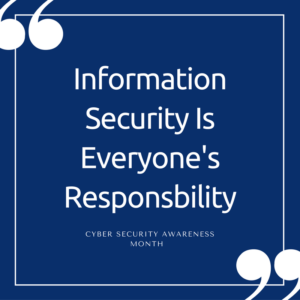 Information
Security Is
Everyone's
Responsbility
CYBER SECURITY AWARENESS
MONTH